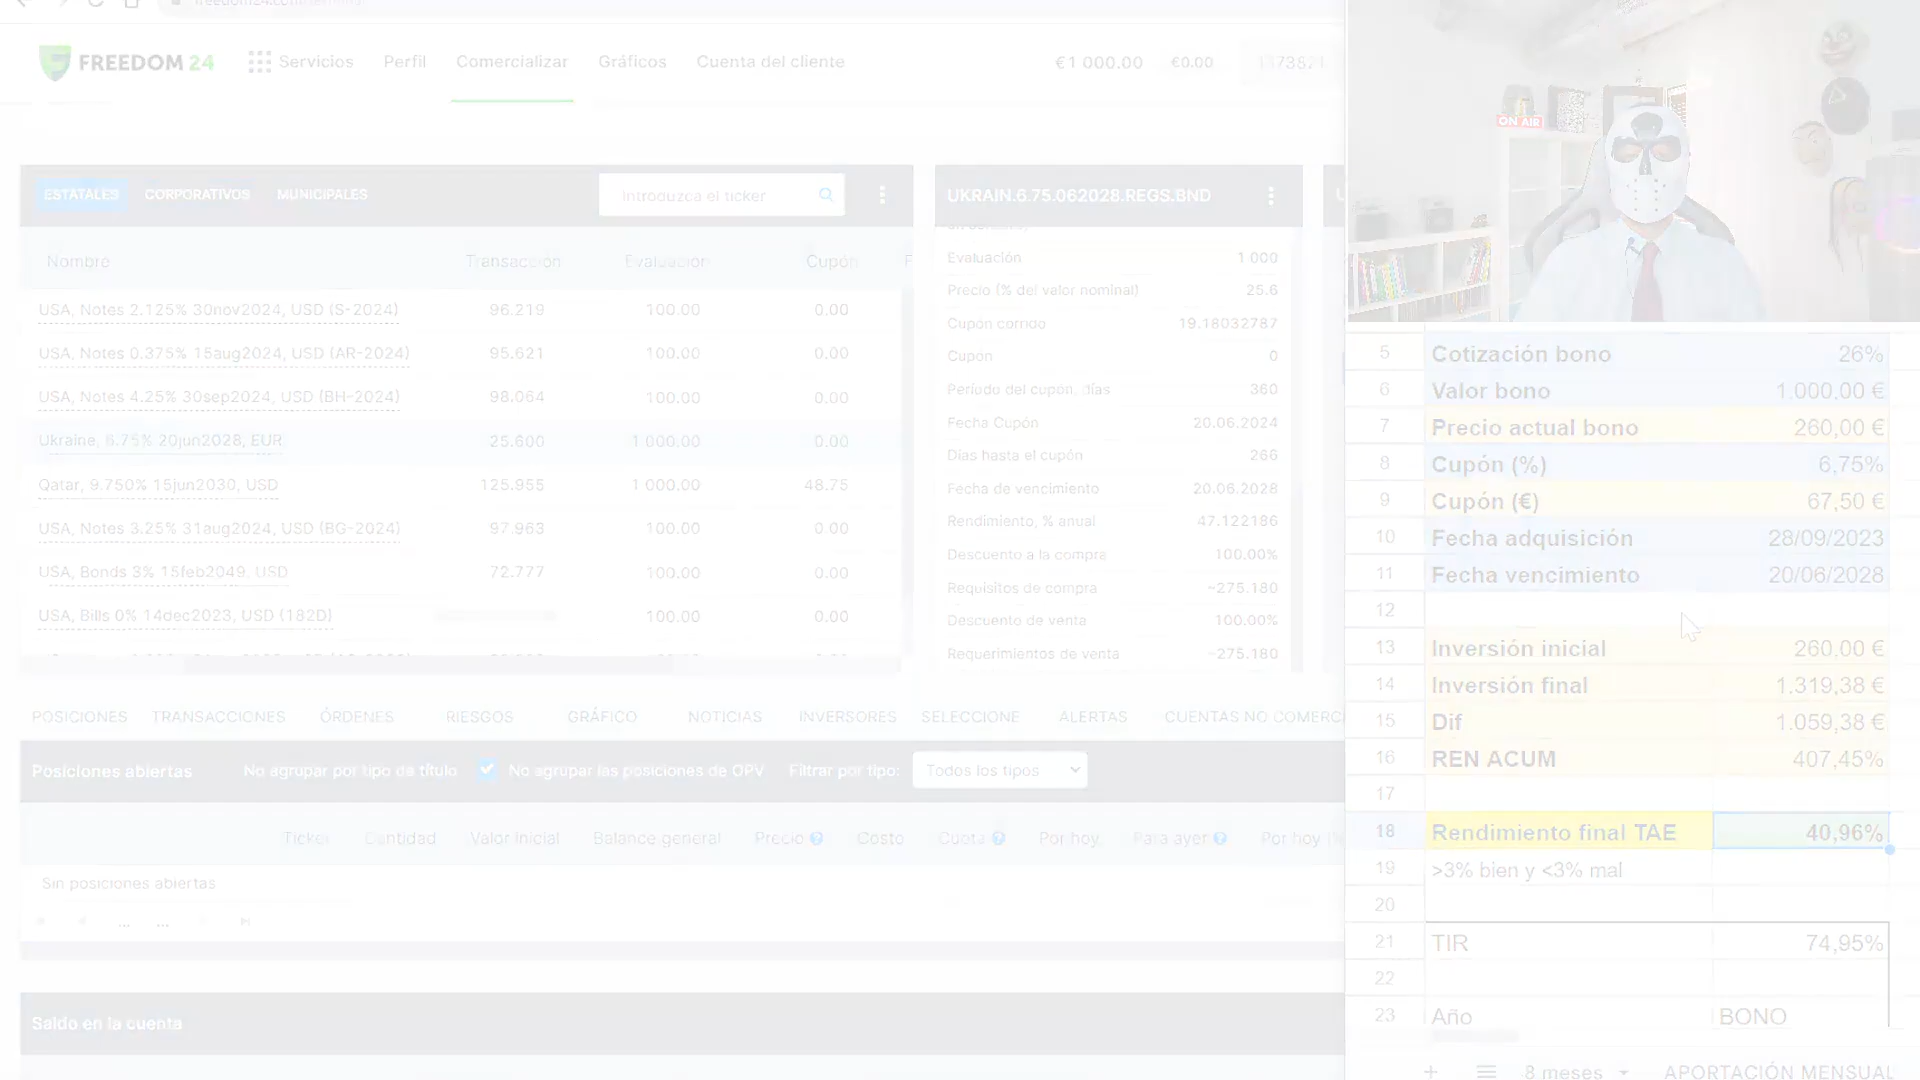 FREEDOM 24 Servicios Perfil Comercializar Gráficos Cuenta del cliente €1 000.00 €0.00
ESTATALES CORPORATIVOS MUNICIPALES Introduzca el ticker
Nombre Transacción Evaluación Cupón F
USA, Notes 2.125% 30nov2024, USD (S-2024) 96.219 100.00 0.00
USA, Notes 0.375% 15aug2024, USD (AR-2024) 95.621 100.00 0.00
USA, Notes 4.25% 30sep2024, USD (BH-2024) 98.064 100.00 0.00
Ukraine, 6.75% 20jun2028, EUR 25.600 1 000.00 0.00
Qatar, 9.750% 15jun2030, USD 125.955 1 000.00 48.75
USA, Notes 3.25% 31aug2024, USD (BG-2024) 97.963 100.00 0.00
USA, Bonds 3% 15feb2049, USD 72.777 100.00 0.00
USA, Bills 0% 14dec2023, USD (182D) 100.00 0.00
UKRAIN.6.75.062028.REGS.BND
Evaluación 1 000
Precio (% del valor nominal) 25.6
Cupón corrido 19.18032787
Cupón 0
Período del cupón, días 360
Fecha Cupón 20.06.2024
Días hasta el cupón 266
Fecha de vencimiento 20.06.2028
Rendimiento, % anual 47.122186
Descuento a la compra 100.00%
Requisitos de compra ~275.180
Descuento de venta 100.00%
Requerimientos de venta ~275.180
POSICIONES TRANSACCIONES ÓRDENES RIESGOS GRÁFICO NOTICIAS INVERSORES SELECCIONE ALERTAS CUENTAS NO COMERC
Posiciones abiertas No agrupar por tipo de título No agrupar las posiciones de OPV Filtrar por tipo: Todos los tipos
Ticker Cantidad Valor inicial Balance general Precio Costo Cuota Por hoy Para ayer Por hoy (%
Sin posiciones abiertas
... ...
Saldo en la cuenta
ON AIR
5 Cotización bono 26%
6 Valor bono 1.000,00 €
7 Precio actual bono 260,00 €
8 Cupón (%) 6,75%
9 Cupón (€) 67,50 €
10 Fecha adquisición 28/09/2023
11 Fecha vencimiento 20/06/2028
12
13 Inversión inicial 260,00 €
14 Inversión final 1.319,38 €
15 Dif 1.059,38 €
16 REN ACUM 407,45%
17
18 Rendimiento final TAE 40,96%
19 >3% bien y <3% mal
20
21 TIR 74,95%
22
23 Año BONO
8 meses APORTACIÓN MENSUAL